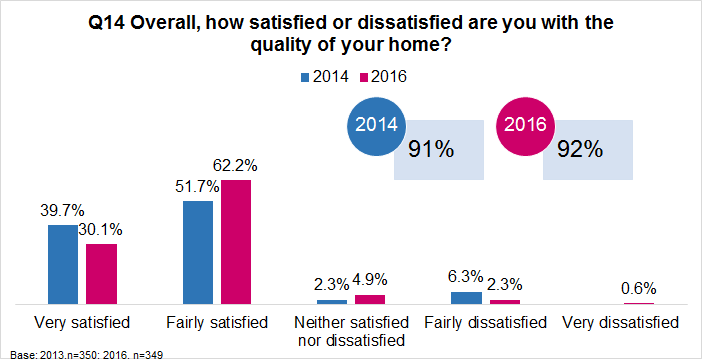 Q14 Overall, how satisfied or dissatisfied are you with the
quality of your home?
2014 2016
2014 2016
91% 92%
62.2%
51.7%
39.7%
30.1%
2.3% 4.9% 6.3% 2.3% 0.6%
Very satisfied Fairly satisfied Neither satisfied Fairly dissatisfied Very dissatisfied
nor dissatisfied
Base: 2013,n=350; 2016, n=349